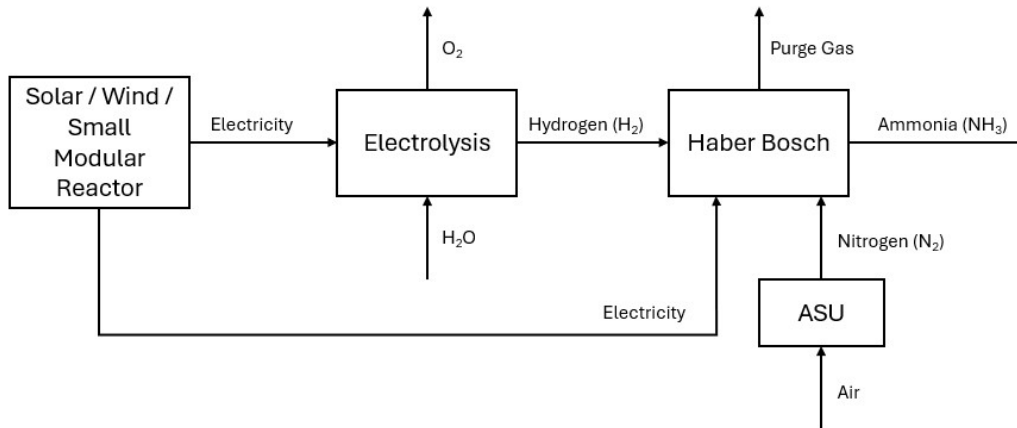 O₂
Purge Gas
Solar / Wind /
Small
Modular
Reactor
Electricity
Electrolysis
Hydrogen (H₂)
Haber Bosch
Ammonia (NH₃)
H₂O
Nitrogen (N₂)
Electricity
ASU
Air